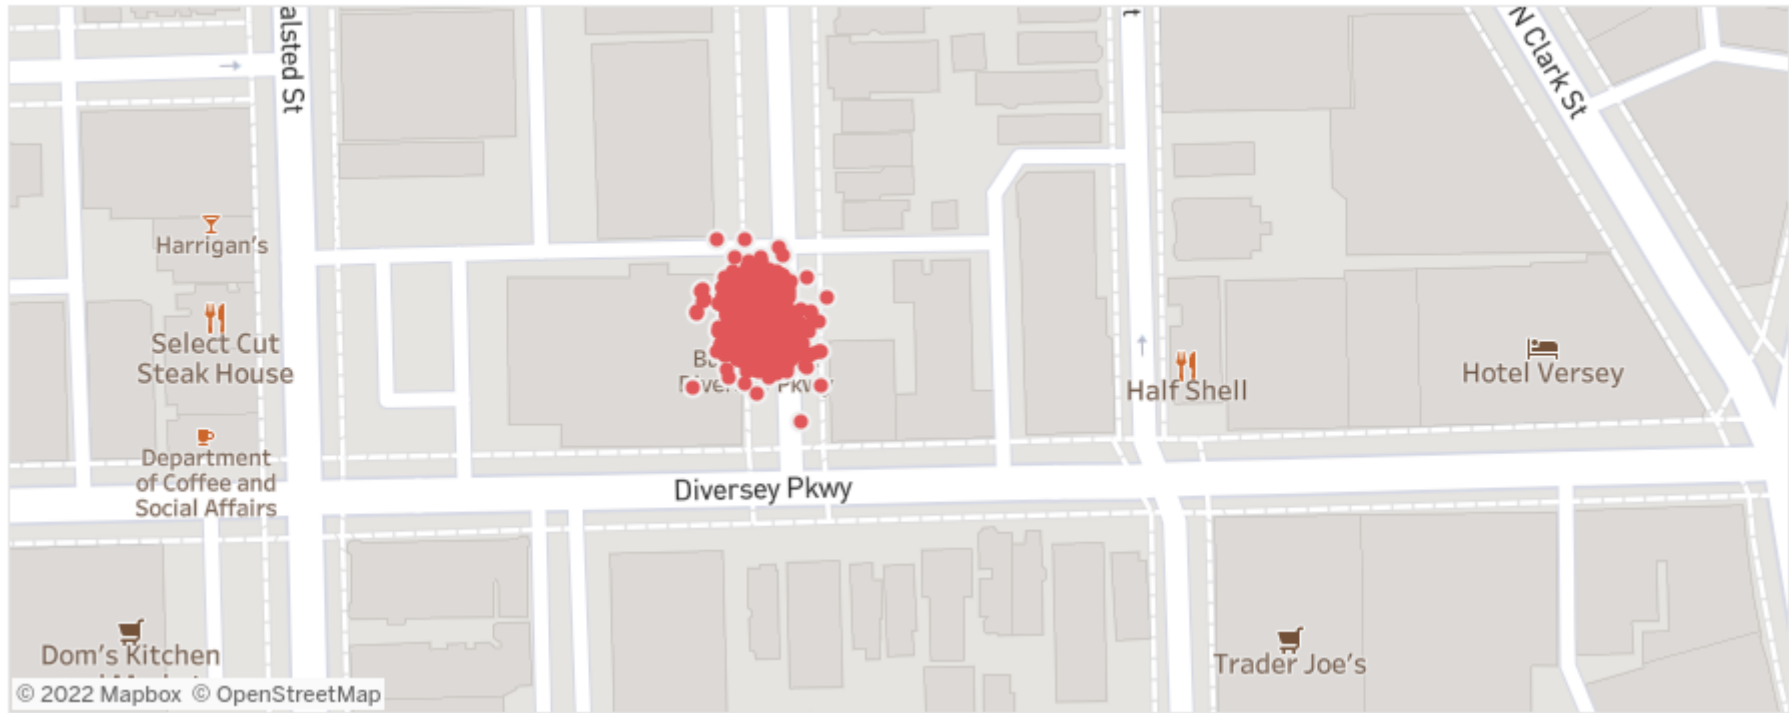 alsted St
t
N Clark St
Harrigan's
Select Cut
Steak House
Half Shell
Hotel Versey
Department
of Coffee and
Social Affairs
Diversey Pkwy
Dom's Kitchen
Trader Joe's
© 2022 Mapbox © OpenStreetMap